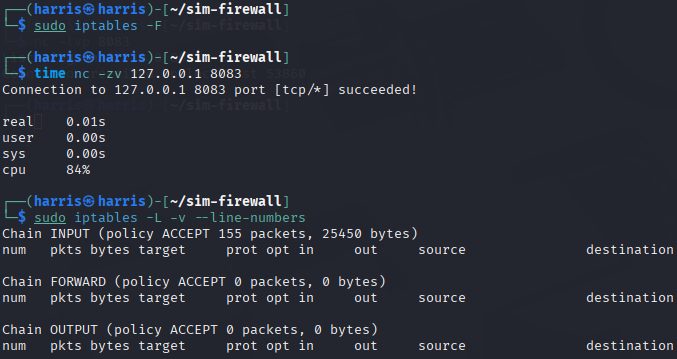 ┌──(harris㉿harris)-[~/sim-firewall]
└─$ sudo iptables -F
┌──(harris㉿harris)-[~/sim-firewall]
└─$ time nc -zv 127.0.0.1 8083
Connection to 127.0.0.1 8083 port [tcp/*] succeeded!
real    0.01s
user    0.00s
sys     0.00s
cpu     84%
┌──(harris㉿harris)-[~/sim-firewall]
└─$ sudo iptables -L -v --line-numbers
Chain INPUT (policy ACCEPT 155 packets, 25450 bytes)
num   pkts bytes target     prot opt in     out     source               destination
Chain FORWARD (policy ACCEPT 0 packets, 0 bytes)
num   pkts bytes target     prot opt in     out     source               destination
Chain OUTPUT (policy ACCEPT 0 packets, 0 bytes)
num   pkts bytes target     prot opt in     out     source               destination